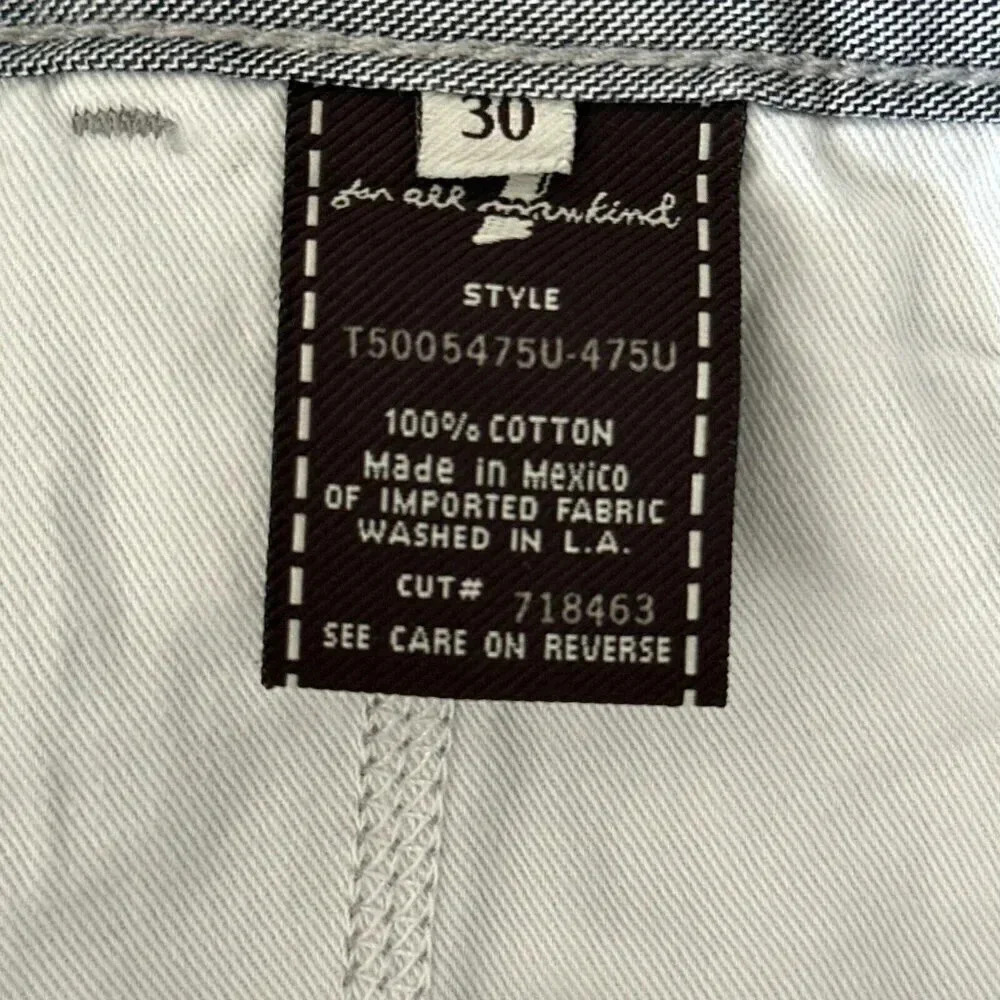 30
for all mankind
STYLE
T5005475U-475U
100% COTTON
Made in Mexico
OF IMPORTED FABRIC
WASHED IN L.A.
CUT# 718463
SEE CARE ON REVERSE